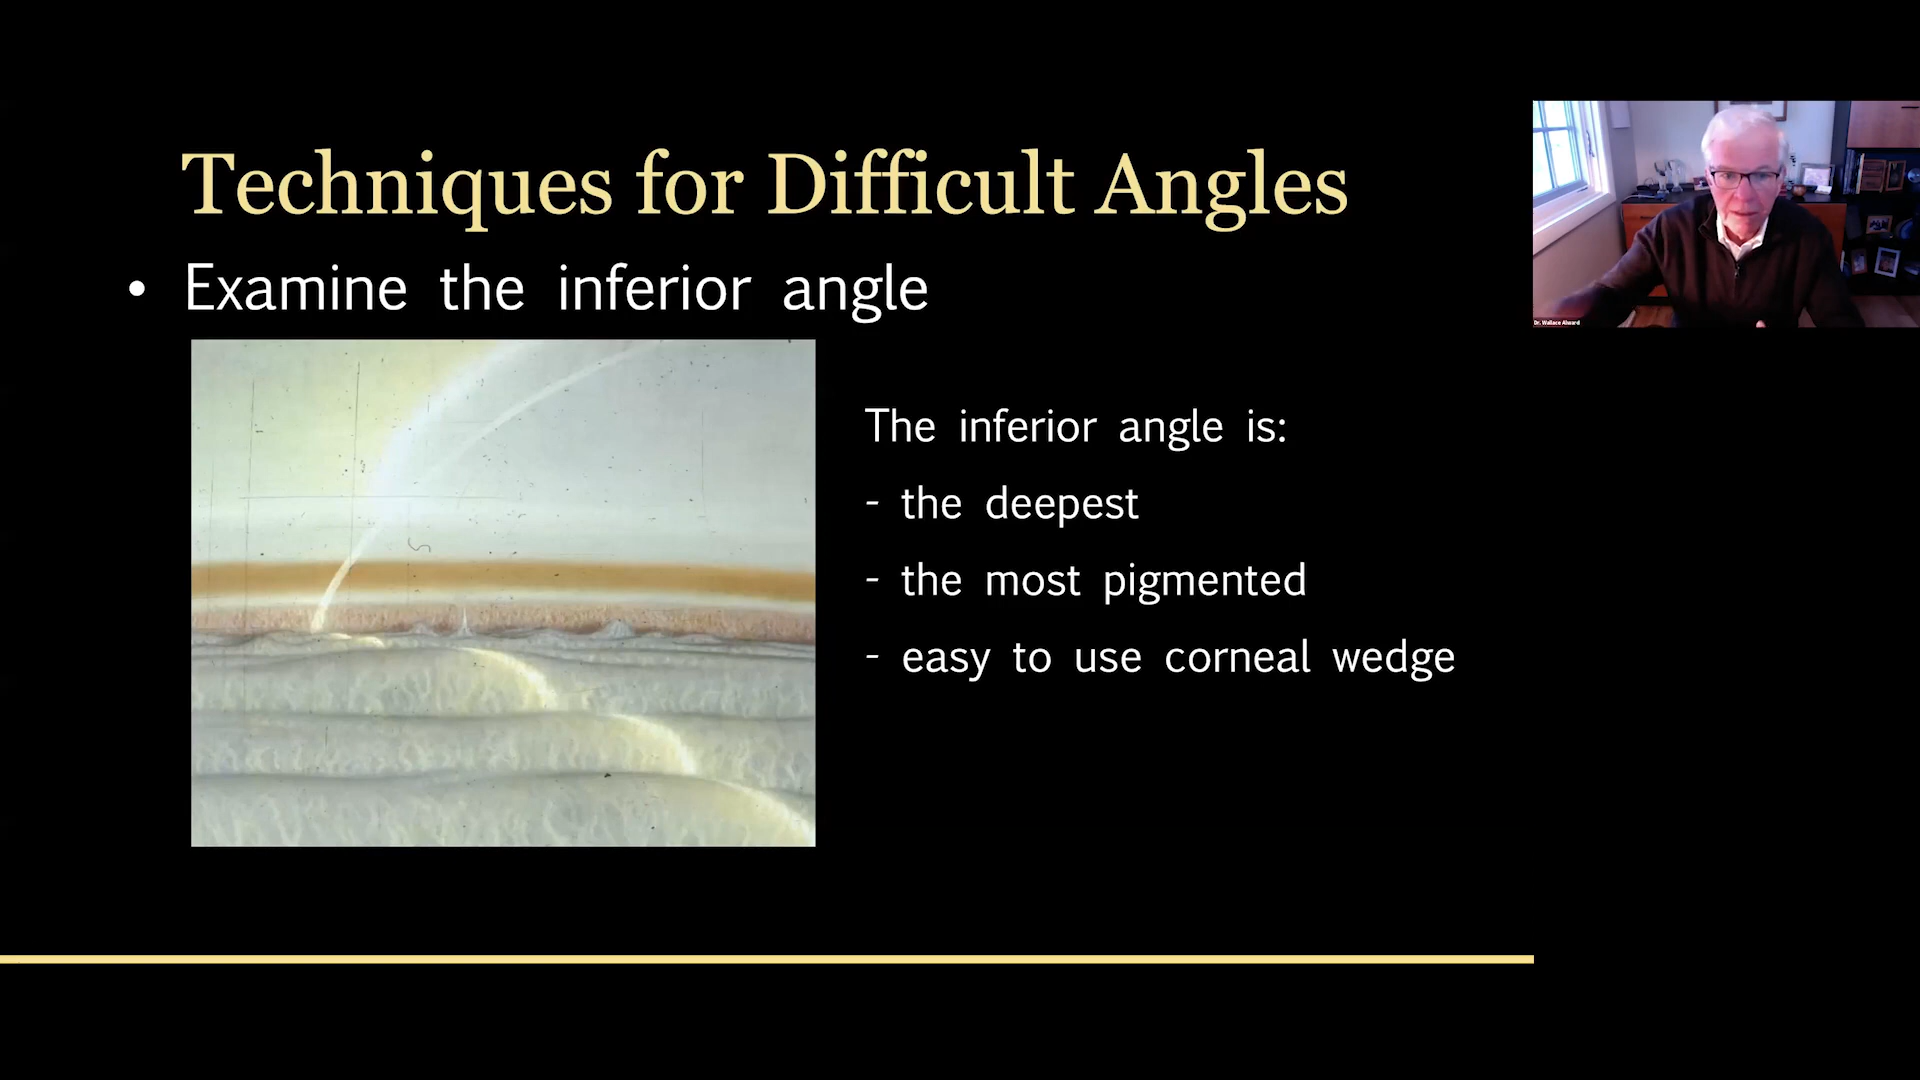 Techniques for Difficult Angles
• Examine the inferior angle
The inferior angle is:
- the deepest
- the most pigmented
- easy to use corneal wedge
Dr. Wallace Alward